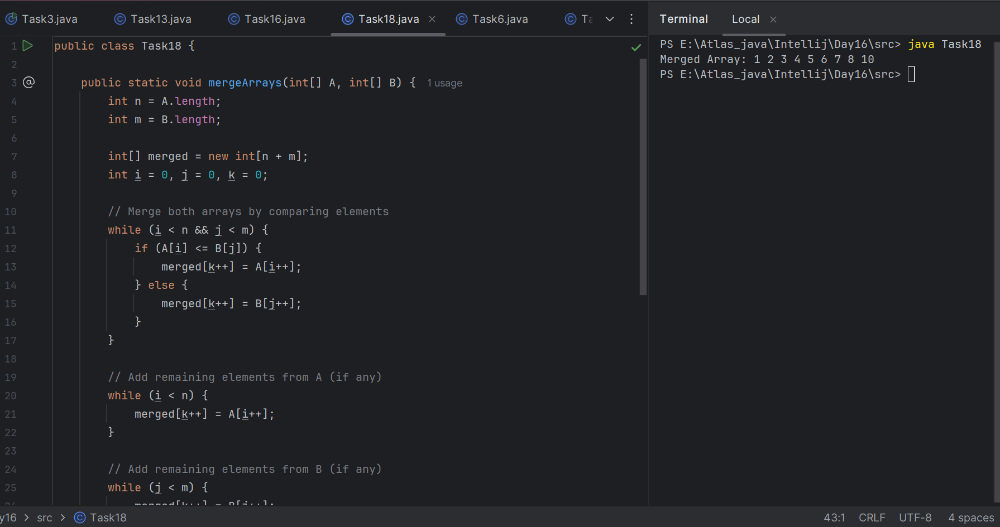 Task3.java Task13.java Task16.java Task18.java Task6.java
1 public class Task18 {
2
3 public static void mergeArrays(int[] A, int[] B) { 1 usage
4 int n = A.length;
5 int m = B.length;
6
7 int[] merged = new int[n + m];
8 int i = 0, j = 0, k = 0;
9
10 // Merge both arrays by comparing elements
11 while (i < n && j < m) {
12 if (A[i] <= B[j]) {
13 merged[k++] = A[i++];
14 } else {
15 merged[k++] = B[j++];
16 }
17 }
18
19 // Add remaining elements from A (if any)
20 while (i < n) {
21 merged[k++] = A[i++];
22 }
23
24 // Add remaining elements from B (if any)
25 while (j < m) {
merged[k++] = B[j++];
y16 > src > Task18
Terminal Local
PS E:\Atlas_java\Intellij\Day16\src> java Task18
Merged Array: 1 2 3 4 5 6 7 8 10
PS E:\Atlas_java\Intellij\Day16\src>
43:1 CRLF UTF-8 4 spaces